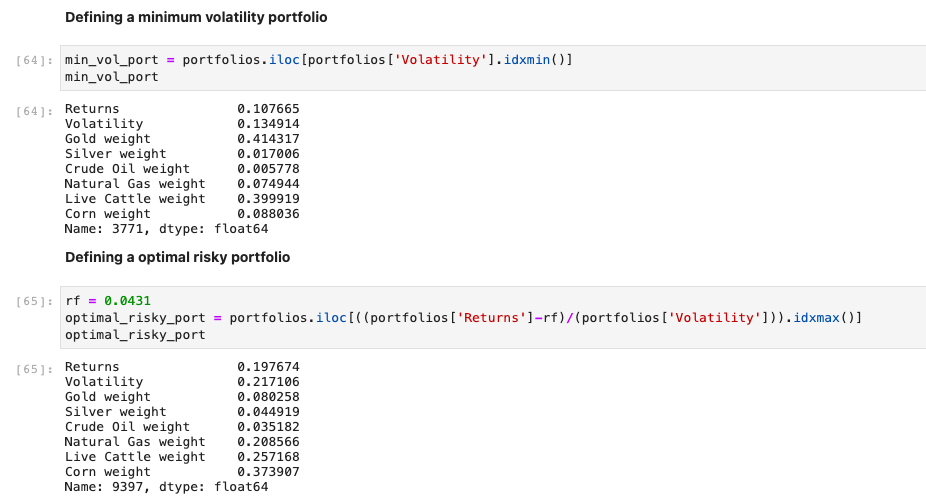 Defining a minimum volatility portfolio
[64]: min_vol_port = portfolios.iloc[portfolios['Volatility'].idxmin()]
min_vol_port
[64]: Returns 0.107665
Volatility 0.134914
Gold weight 0.414317
Silver weight 0.017006
Crude Oil weight 0.005778
Natural Gas weight 0.074944
Live Cattle weight 0.399919
Corn weight 0.088036
Name: 3771, dtype: float64
Defining a optimal risky portfolio
[65]: rf = 0.0431
optimal_risky_port = portfolios.iloc[((portfolios['Returns']-rf)/(portfolios['Volatility'])).idxmax()]
optimal_risky_port
[65]: Returns 0.197674
Volatility 0.217106
Gold weight 0.080258
Silver weight 0.044919
Crude Oil weight 0.035182
Natural Gas weight 0.208566
Live Cattle weight 0.257168
Corn weight 0.373907
Name: 9397, dtype: float64